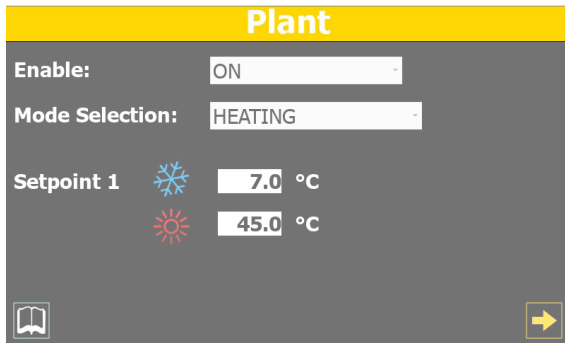 Plant
Enable: ON
Mode Selection: HEATING
Setpoint 1 7.0 °C
45.0 °C